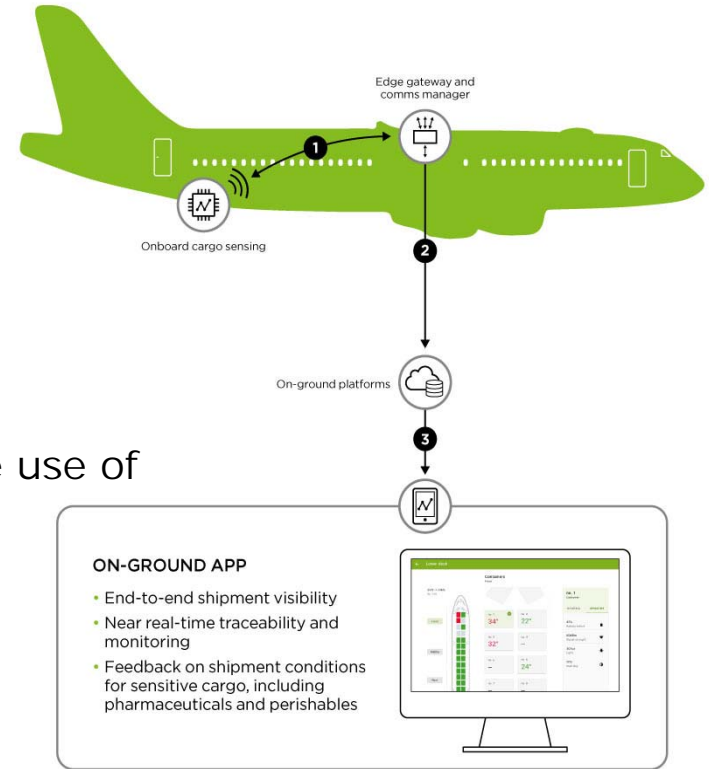 Edge gateway and
comms manager
1
Onboard cargo sensing
2
On-ground platforms
3
use of
ON-GROUND APP
• End-to-end shipment visibility
• Near real-time traceability and
monitoring
• Feedback on shipment conditions
for sensitive cargo, including
pharmaceuticals and perishables
Containers
34°
72°
32°
24°